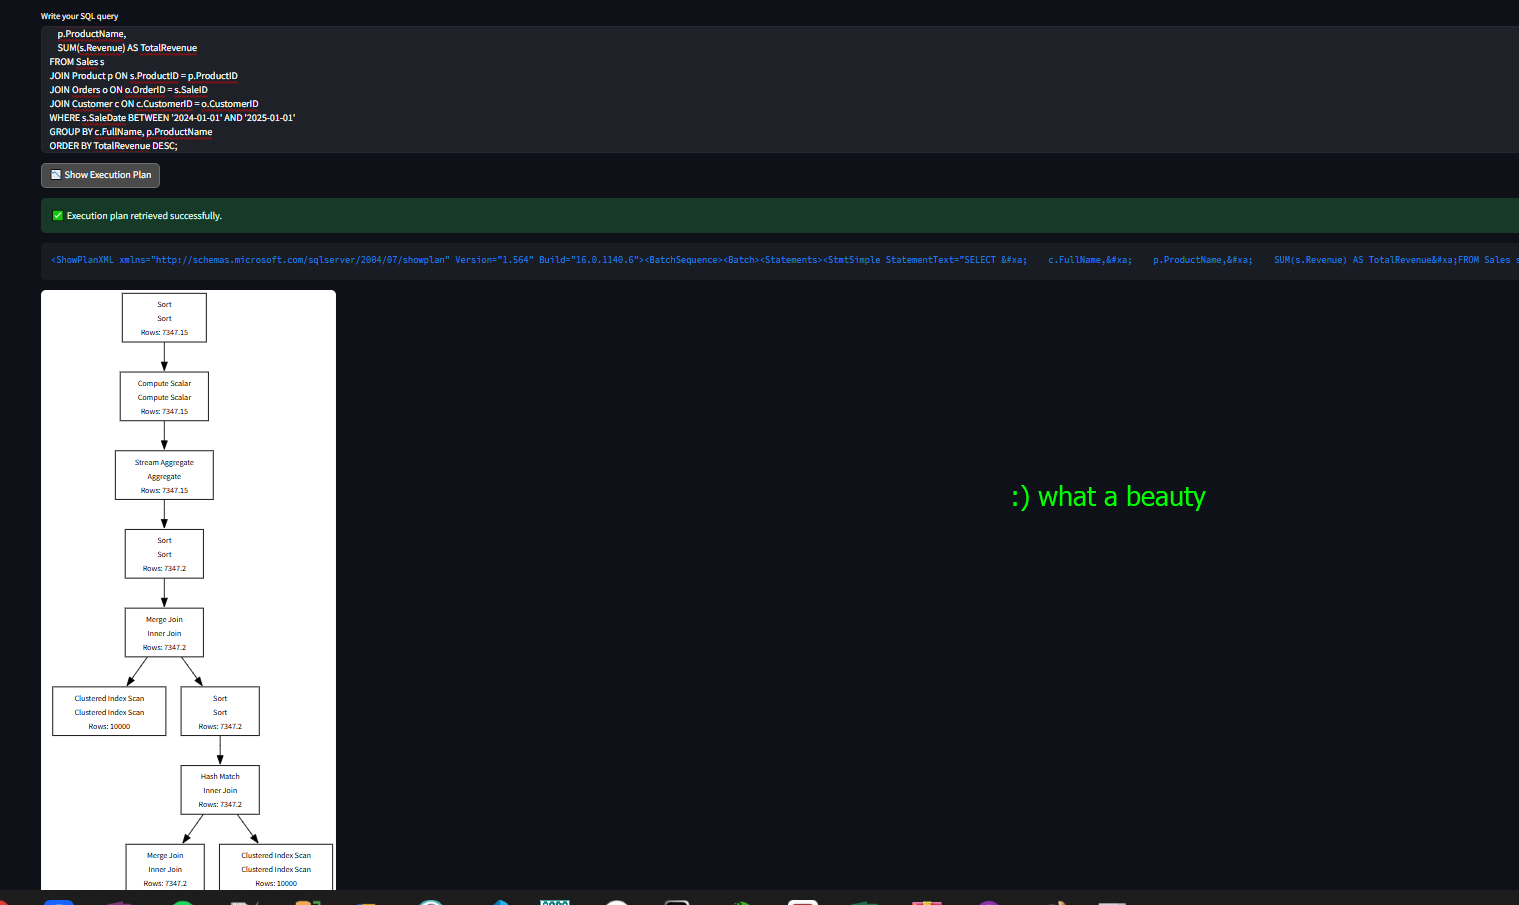 Write your SQL query
p.ProductName,
SUM(s.Revenue) AS TotalRevenue
FROM Sales s
JOIN Product p ON s.ProductID = p.ProductID
JOIN Orders o ON o.OrderID = s.SaleID
JOIN Customer c ON c.CustomerID = o.CustomerID
WHERE s.SaleDate BETWEEN '2024-01-01' AND '2025-01-01'
GROUP BY c.FullName, p.ProductName
ORDER BY TotalRevenue DESC;
Show Execution Plan
Execution plan retrieved successfully.
<ShowPlanXML xmlns="http://schemas.microsoft.com/sqlserver/2004/07/showplan" Version="1.564" Build="16.0.1140.6"><BatchSequence><Batch><Statements><StmtSimple StatementText="SELECT &#xa;    c.FullName,&#xa;    p.ProductName,&#xa;    SUM(s.Revenue) AS TotalRevenue&#xa;FROM Sales s
Sort
Sort
Rows: 7347.15
Compute Scalar
Compute Scalar
Rows: 7347.15
Stream Aggregate
Aggregate
Rows: 7347.15
:) what a beauty
Sort
Sort
Rows: 7347.2
Merge Join
Inner Join
Rows: 7347.2
Clustered Index Scan
Clustered Index Scan
Rows: 10000
Sort
Sort
Rows: 7347.2
Hash Match
Inner Join
Rows: 7347.2
Merge Join
Inner Join
Rows: 7347.2
Clustered Index Scan
Clustered Index Scan
Rows: 10000